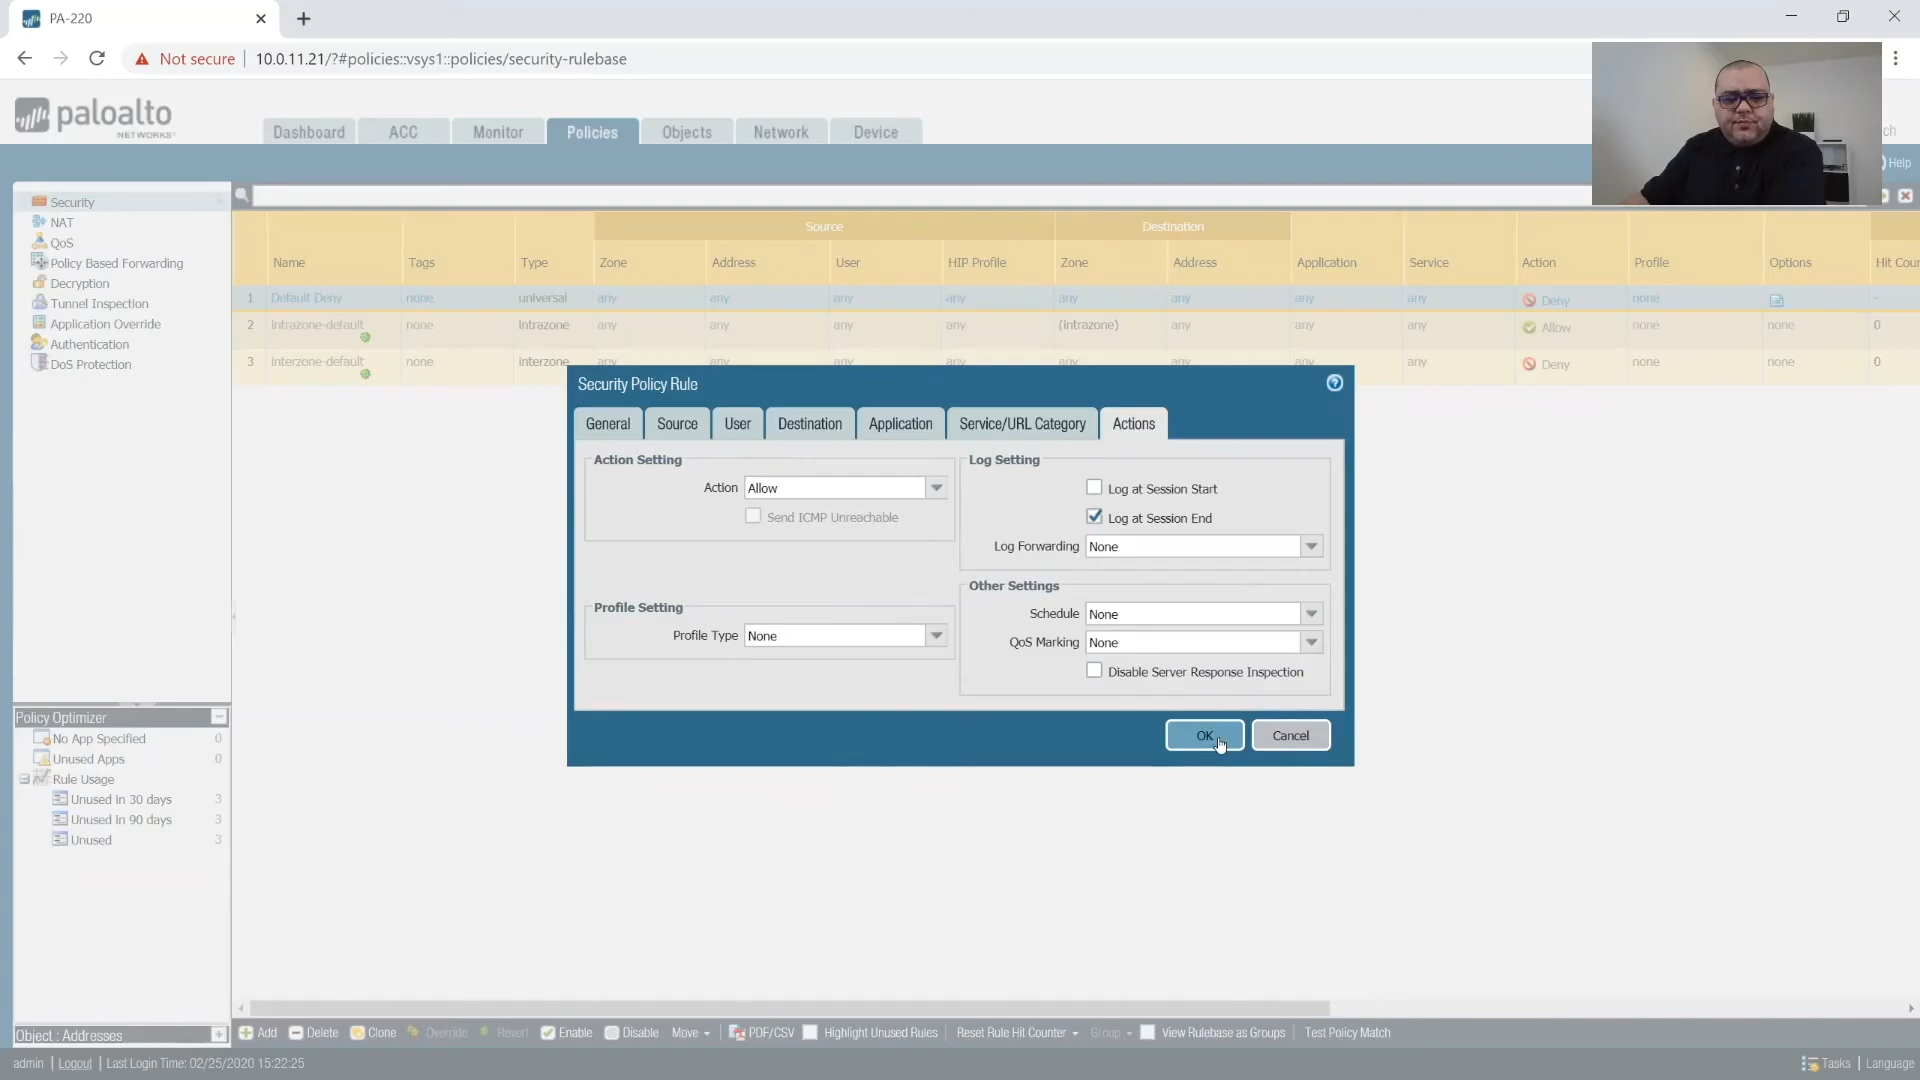 PA-220
Not secure
10.0.11.21/?#policies::vsys1::policies/security-rulebase
paloalto
NETWORKS
Dashboard
ACC
Monitor
Policies
Objects
Network
Device
Help
Security
NAT
QoS
Policy Based Forwarding
Decryption
Tunnel Inspection
Application Override
Authentication
DoS Protection
Source
Destination
Name Tags Type Zone Address User HIP Profile Zone Address Application Service Action Profile Options Hit Cour
1 Default Deny none universal any any any any any any any any Deny none -
2 intrazone-default none intrazone any any any any (intrazone) any any any Allow none none 0
3 interzone-default none interzone any any any any any any any any Deny none none 0
Security Policy Rule
General Source User Destination Application Service/URL Category Actions
Action Setting
Action Allow
Send ICMP Unreachable
Profile Setting
Profile Type None
Log Setting
Log at Session Start
Log at Session End
Log Forwarding None
Other Settings
Schedule None
QoS Marking None
Disable Server Response Inspection
OK Cancel
Policy Optimizer
No App Specified 0
Unused Apps 0
Rule Usage
Unused in 30 days 3
Unused in 90 days 3
Unused 3
Object : Addresses
Add Delete Clone Override Revert Enable Disable Move PDF/CSV Highlight Unused Rules Reset Rule Hit Counter Group View Rulebase as Groups Test Policy Match
admin | Logout | Last Login Time: 02/25/2020 15:22:25
Tasks | Language